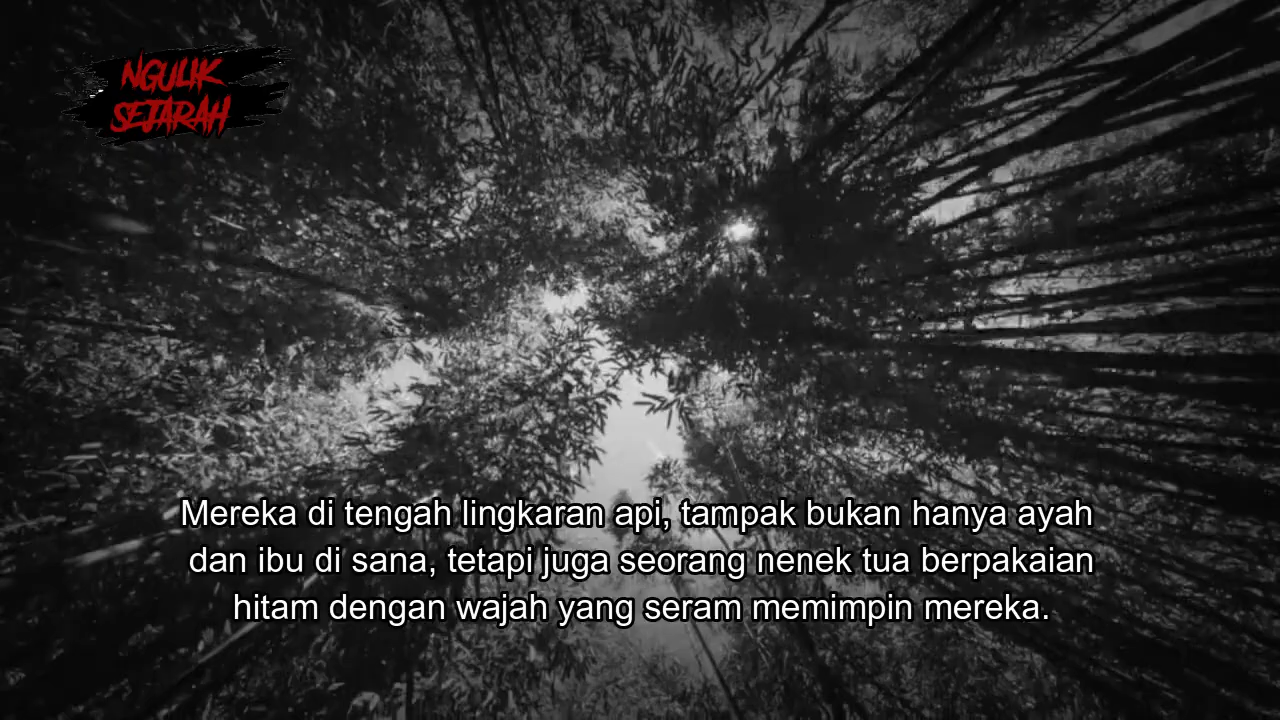 NGULIK
SEJARAH
Mereka di tengah lingkaran api, tampak bukan hanya ayah
dan ibu di sana, tetapi juga seorang nenek tua berpakaian
hitam dengan wajah yang seram memimpin mereka.